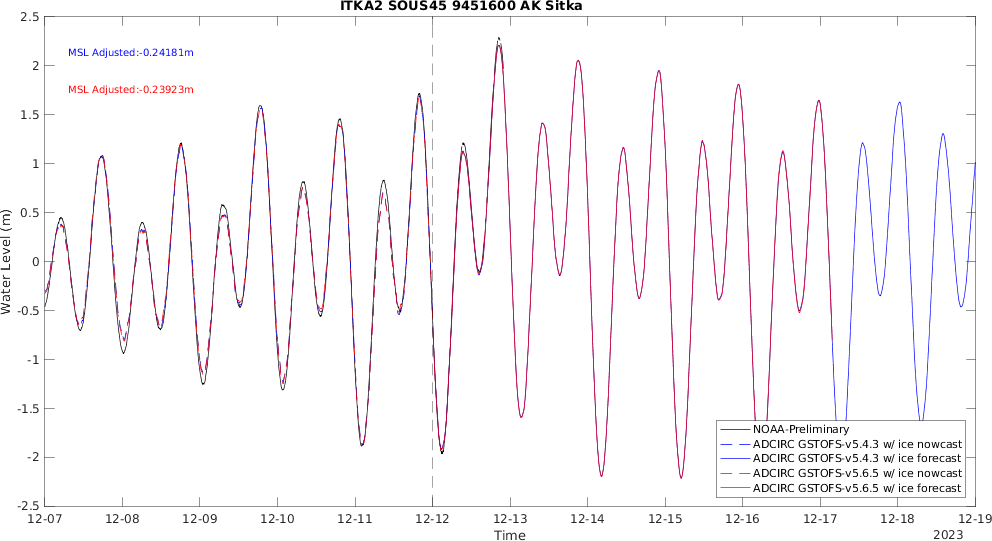 ITKA2 SOUS45 9451600 AK Sitka
MSL Adjusted:-0.24181m
MSL Adjusted:-0.23923m
Water Level (m)
2.5
2
1.5
1
0.5
0
-0.5
-1
-1.5
-2
-2.5
NOAA-Preliminary
ADCIRC GSTOFS-v5.4.3 w/ ice nowcast
ADCIRC GSTOFS-v5.4.3 w/ ice forecast
ADCIRC GSTOFS-v5.6.5 w/ ice nowcast
ADCIRC GSTOFS-v5.6.5 w/ ice forecast
12-07 12-08 12-09 12-10 12-11 12-12 12-13 12-14 12-15 12-16 12-17 12-18 12-19
Time
2023